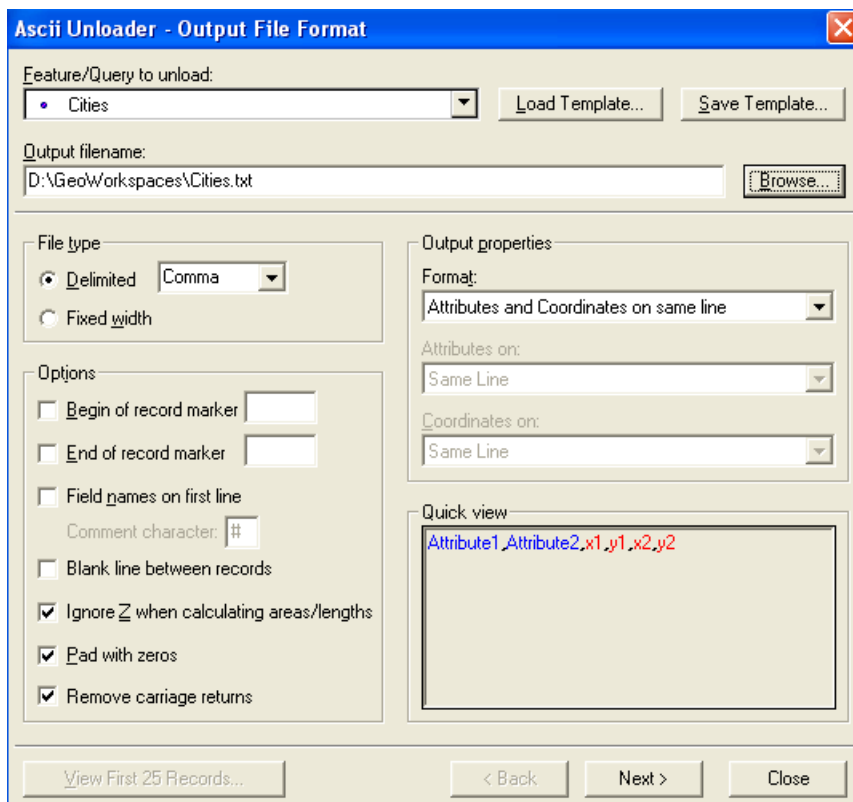 Ascii Unloader - Output File Format
Feature/Query to unload:
Cities
Load Template...
Save Template...
Output filename:
D:\GeoWorkspaces\Cities.txt
Browse...
File type
Delimited
Comma
Fixed width
Output properties
Format:
Attributes and Coordinates on same line
Attributes on:
Same Line
Coordinates on:
Same Line
Options
Begin of record marker
End of record marker
Field names on first line
Comment character: #
Blank line between records
Ignore Z when calculating areas/lengths
Pad with zeros
Remove carriage returns
Quick view
Attribute1,Attribute2,x1,y1,x2,y2
View First 25 Records...
< Back
Next >
Close